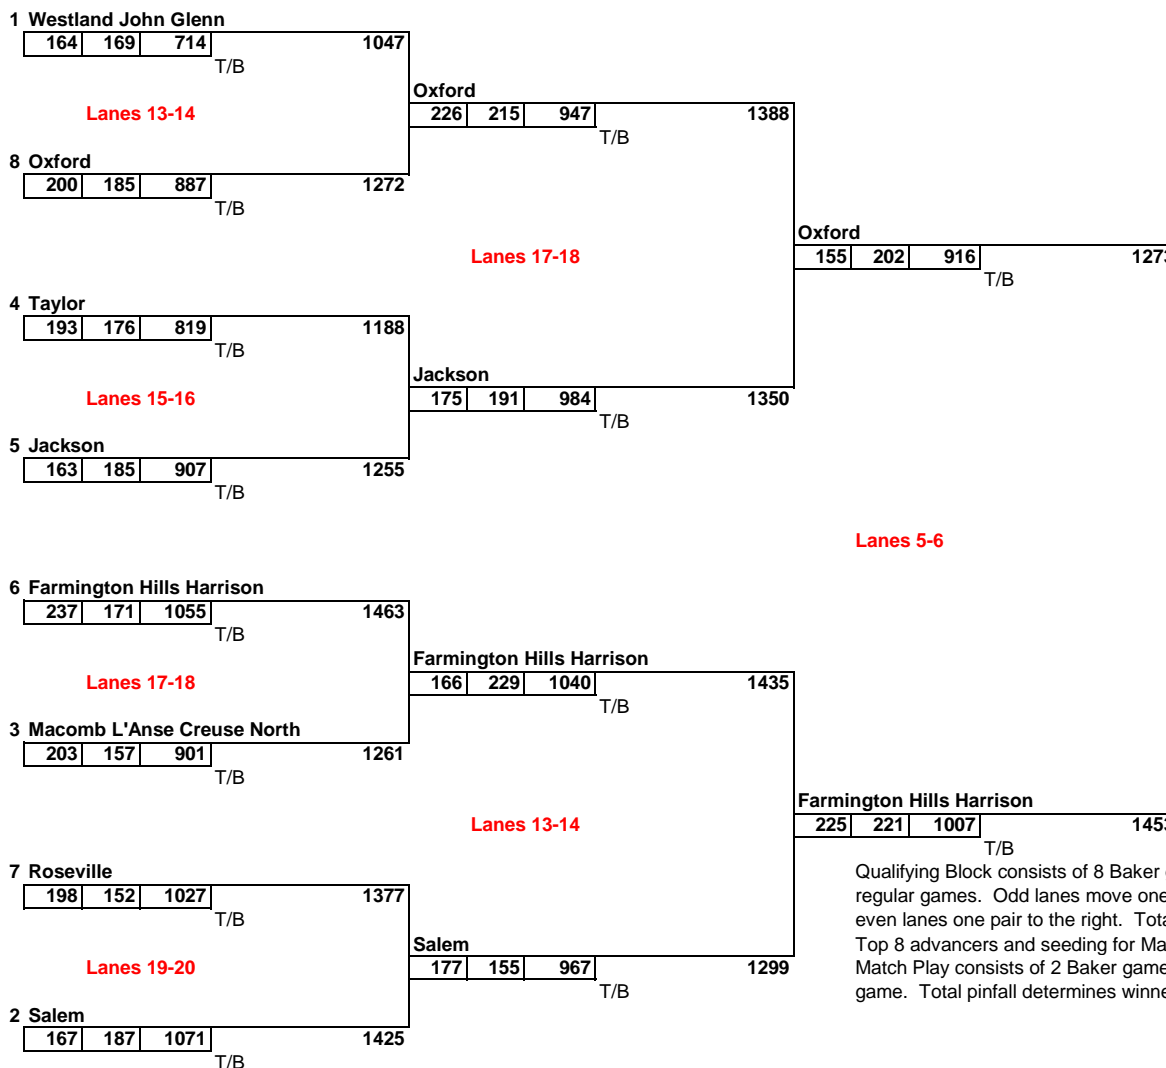 1 Westland John Glenn
164 169 714 1047
T/B
Lanes 13-14
8 Oxford
200 185 887 1272
T/B
4 Taylor
193 176 819 1188
T/B
Lanes 15-16
5 Jackson
163 185 907 1255
T/B
6 Farmington Hills Harrison
237 171 1055 1463
T/B
Lanes 17-18
3 Macomb L'Anse Creuse North
203 157 901 1261
T/B
7 Roseville
198 152 1027 1377
T/B
Lanes 19-20
2 Salem
167 187 1071 1425
T/B
Oxford
226 215 947 1388
T/B
Lanes 17-18
Jackson
175 191 984 1350
T/B
Farmington Hills Harrison
166 229 1040 1435
T/B
Lanes 13-14
Salem
177 155 967 1299
T/B
Oxford
155 202 916 1273
T/B
Lanes 5-6
Farmington Hills Harrison
225 221 1007 1453
T/B
Qualifying Block consists of 8 Baker
regular games. Odd lanes move one
even lanes one pair to the right. Tota
Top 8 advancers and seeding for Ma
Match Play consists of 2 Baker game
game. Total pinfall determines winne